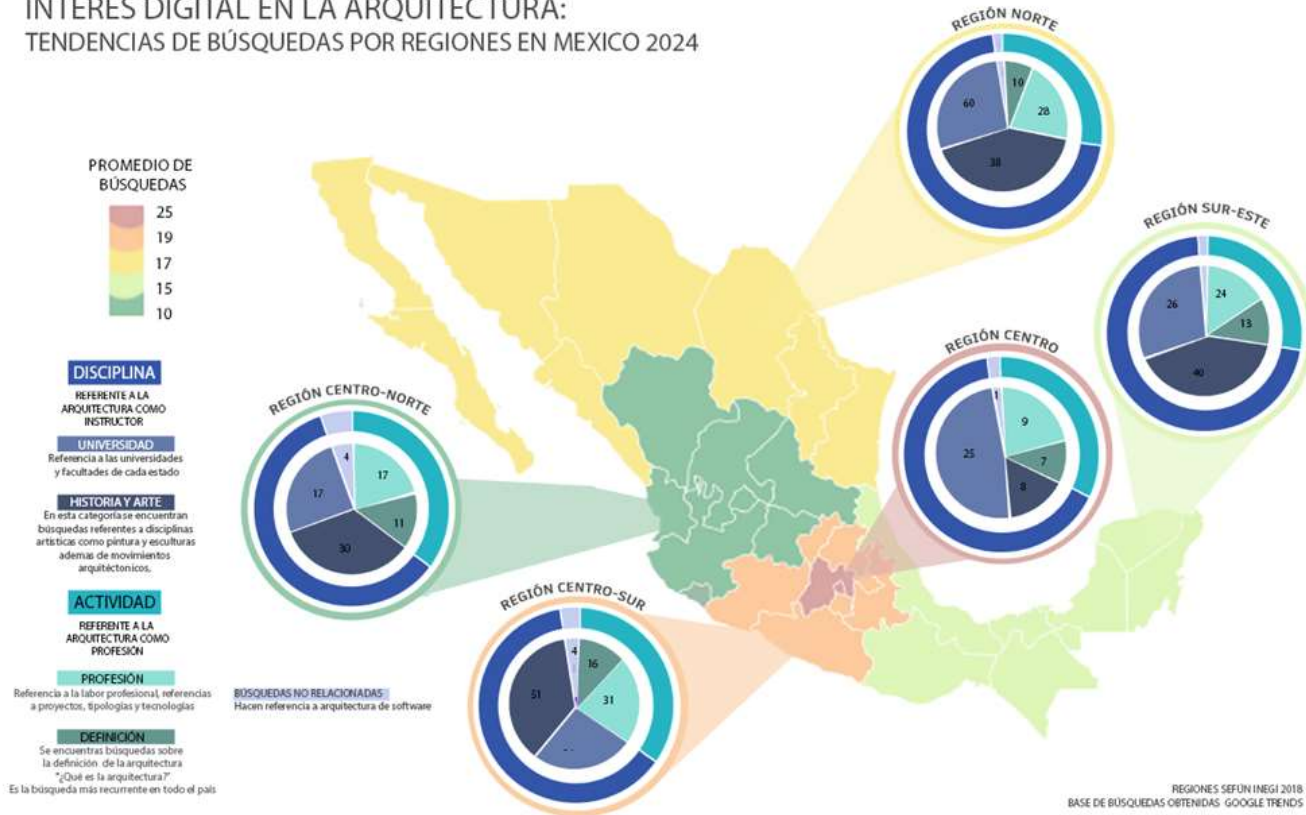 INTERÉS DIGITAL EN LA ARQUITECTURA:
TENDENCIAS DE BÚSQUEDAS POR REGIONES EN MEXICO 2024
PROMEDIO DE
BÚSQUEDAS
25
19
17
15
10
DISCIPLINA
REFERENTE A LA
ARQUITECTURA COMO
INSTRUCTOR
UNIVERSIDAD
Referencia a las universidades
y facultades de cada estado
HISTORIA Y ARTE
En esta categoría se encuentran
búsquedas referentes a disciplinas
artísticas como pintura y esculturas
ademas de movimientos
arquitéctonicos.
ACTIVIDAD
REFERENTE A LA
ARQUITECTURA COMO
PROFESIÓN
PROFESIÓN
Referencia a la labor profesional, referencias
a proyectos, tipologías y tecnologías
DEFINICIÓN
Se encuentras búsquedas sobre
la definición de la arquitectura
"¿Qué es la arquitectura?"
Es la búsqueda más recurrente en todo el país
BÚSQUEDAS NO RELACIONADAS
Hacen referencia a arquitectura de software
REGIÓN NORTE
10
60
28
38
REGIÓN SUR-ESTE
26
24
13
40
REGIÓN CENTRO
1
9
25
7
8
REGIÓN CENTRO-NORTE
4
17
17
11
30
REGIÓN CENTRO-SUR
4
16
51
31
REGIONES SEFÚN INEGI 2018
BASE DE BÚSQUEDAS OBTENIDAS GOOGLE TRENDS